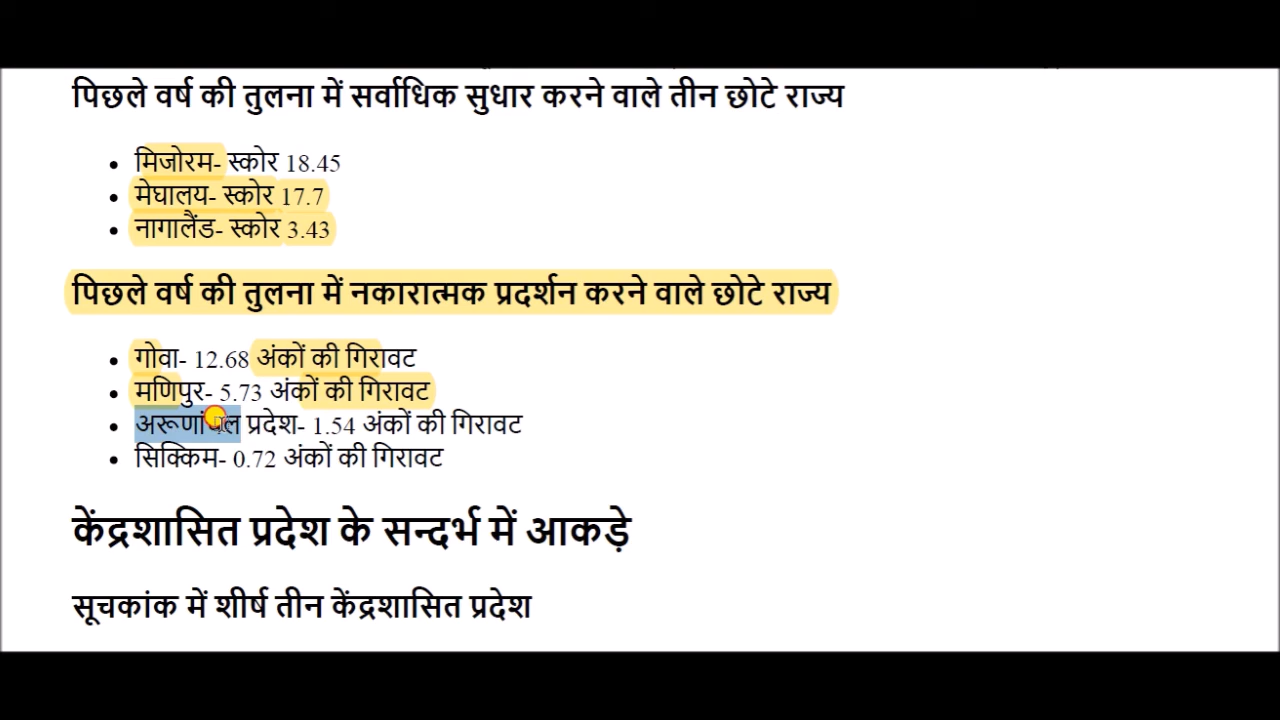 पिछले वर्ष की तुलना में सर्वाधिक सुधार करने वाले तीन छोटे राज्य
• मिजोरम- स्कोर 18.45
• मेघालय- स्कोर 17.7
• नागालैंड- स्कोर 3.43
पिछले वर्ष की तुलना में नकारात्मक प्रदर्शन करने वाले छोटे राज्य
• गोवा- 12.68 अंकों की गिरावट
• मणिपुर- 5.73 अंकों की गिरावट
• अरूणांचल प्रदेश- 1.54 अंकों की गिरावट
• सिक्किम- 0.72 अंकों की गिरावट
केंद्रशासित प्रदेश के सन्दर्भ में आकड़े
सूचकांक में शीर्ष तीन केंद्रशासित प्रदेश